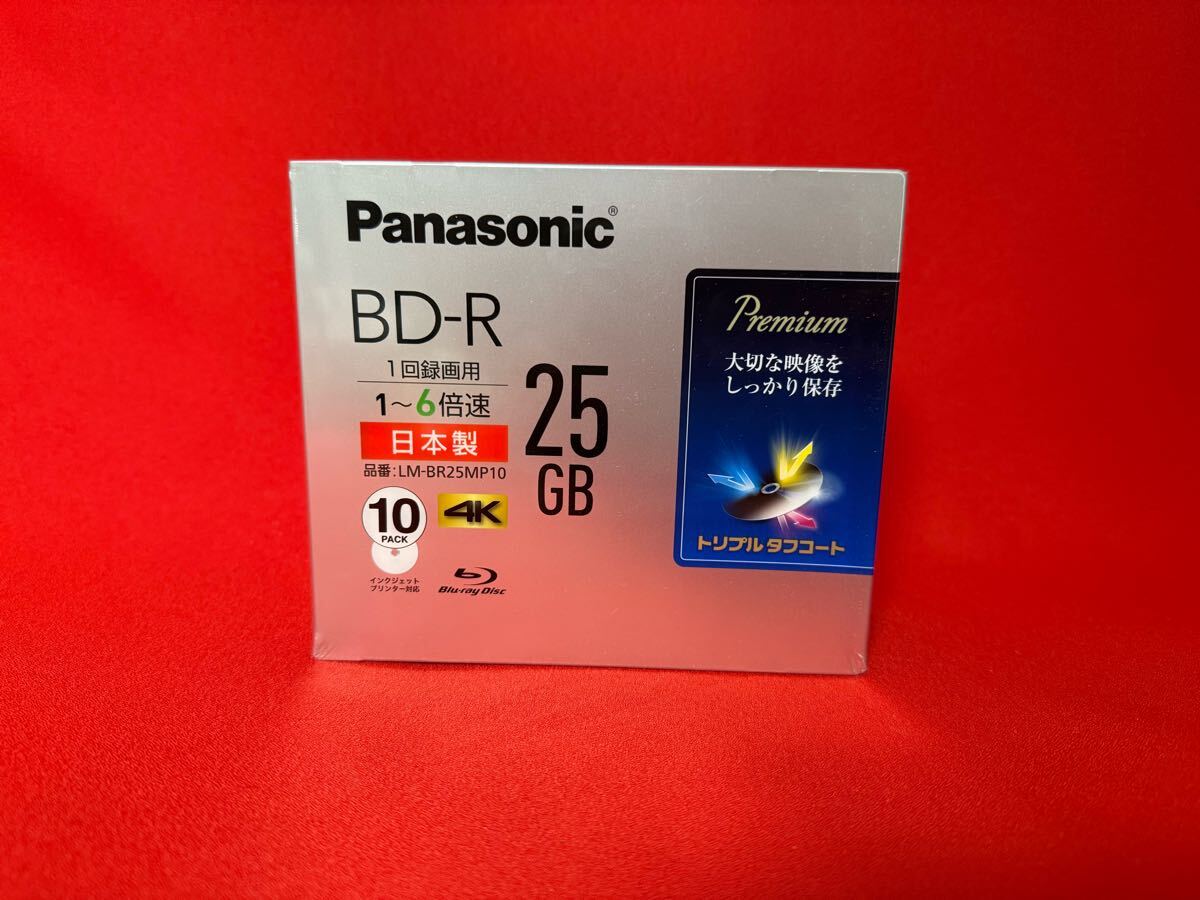 Panasonic®
BD-R
1回録画用
1〜6倍速
日本製
品番:LM-BR25MP10
25
GB
10
PACK
4K
インクジェット
プリンター対応
Blu-ray Disc
Premium
大切な映像を
しっかり保存
トリプルタフコート